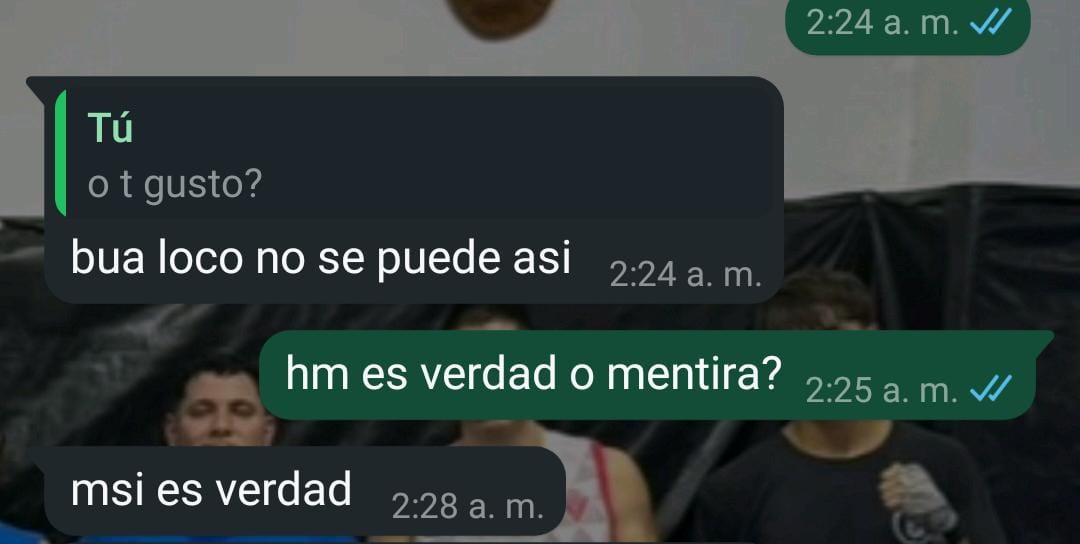 2:24 a. m.
Tú
o t gusto?
bua loco no se puede asi 2:24 a. m.
hm es verdad o mentira? 2:25 a. m.
msi es verdad 2:28 a. m.